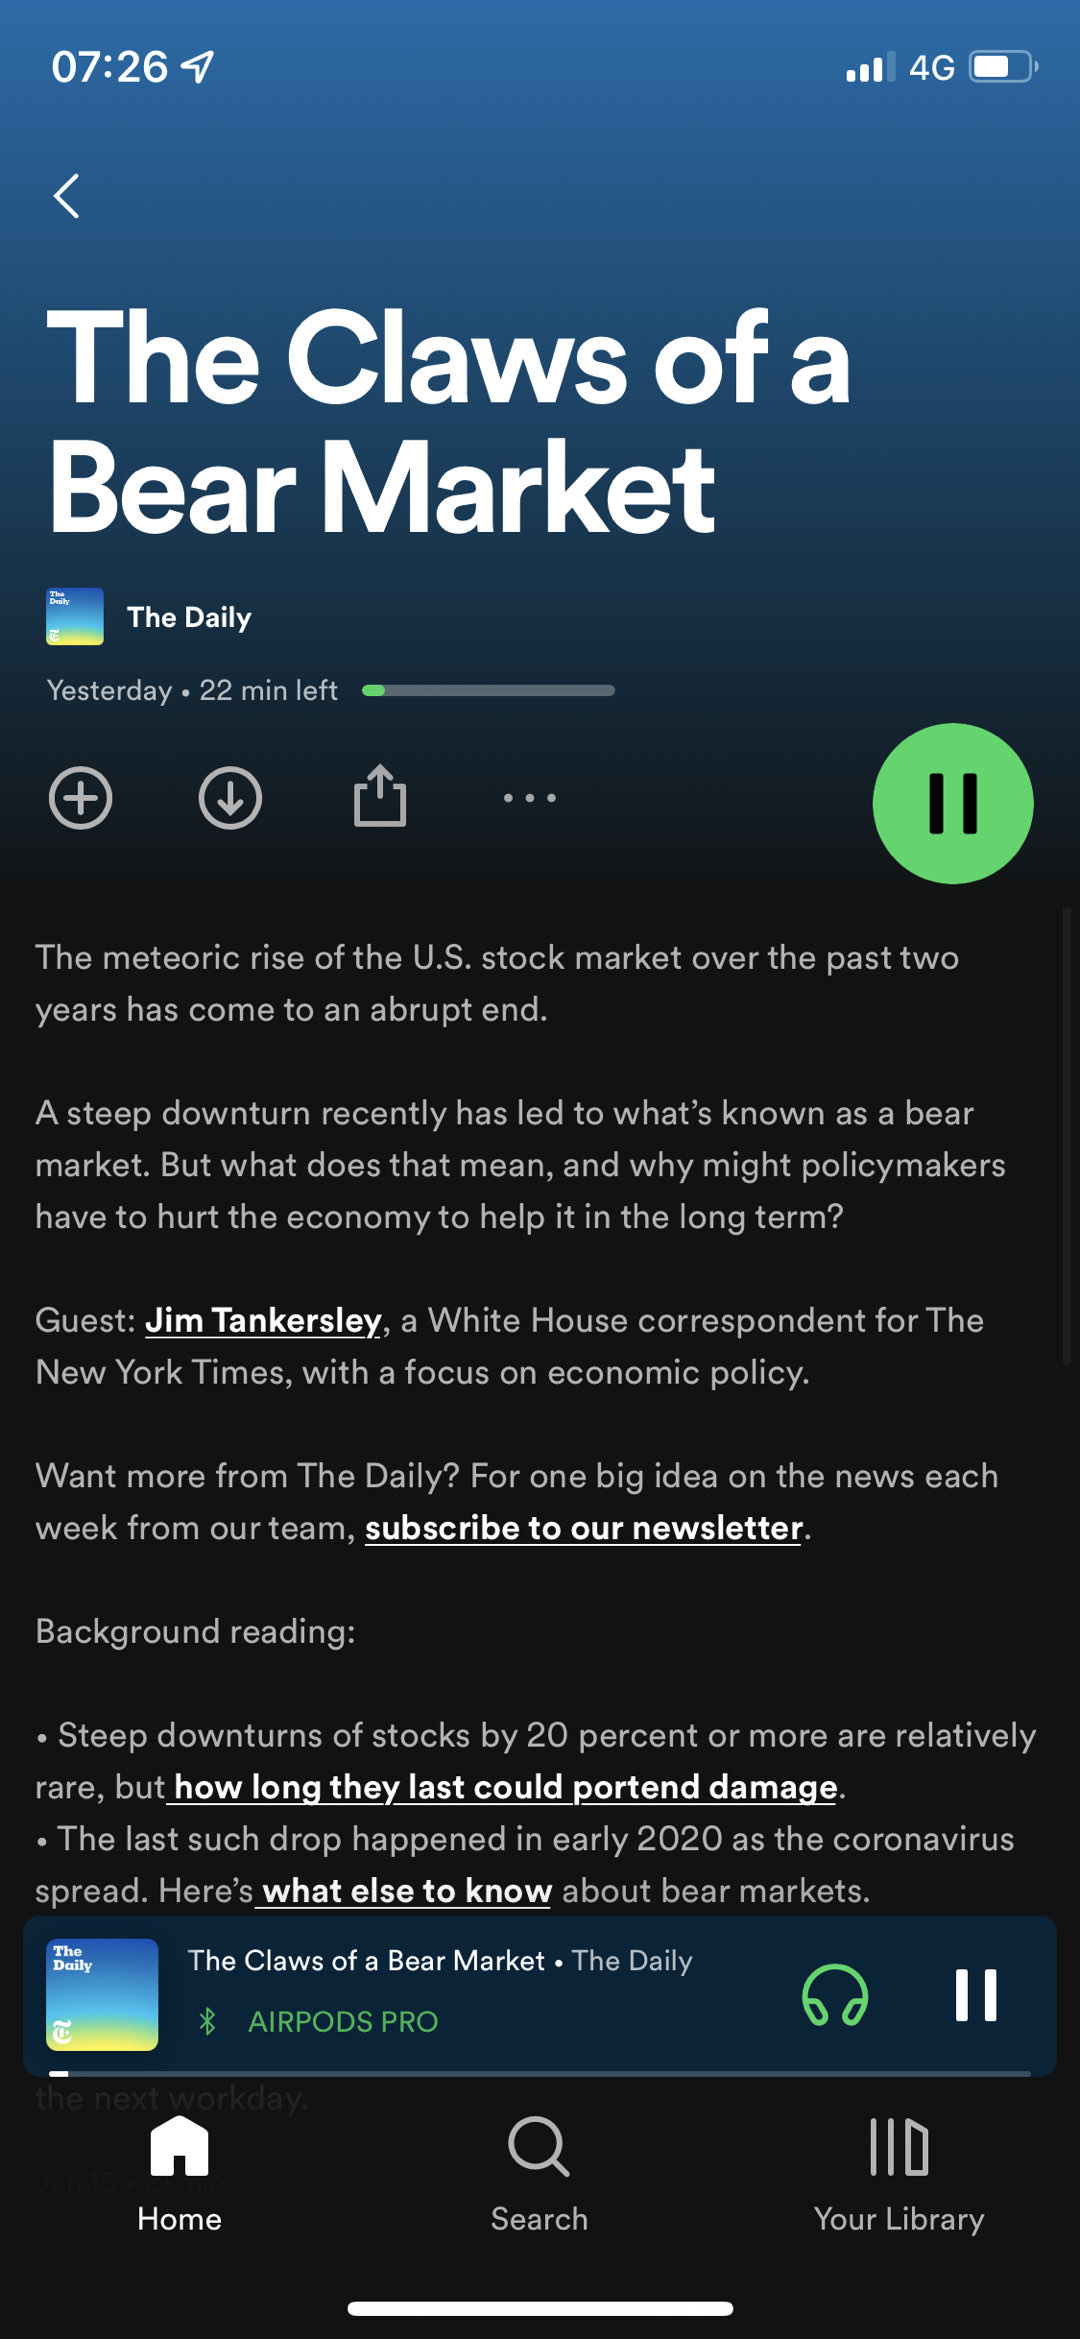 07:26
4G
The Claws of a
Bear Market
The
Daily
The Daily
Yesterday • 22 min left
The meteoric rise of the U.S. stock market over the past two
years has come to an abrupt end.
A steep downturn recently has led to what’s known as a bear
market. But what does that mean, and why might policymakers
have to hurt the economy to help it in the long term?
Guest: Jim Tankersley, a White House correspondent for The
New York Times, with a focus on economic policy.
Want more from The Daily? For one big idea on the news each
week from our team, subscribe to our newsletter.
Background reading:
• Steep downturns of stocks by 20 percent or more are relatively
rare, but how long they last could portend damage.
• The last such drop happened in early 2020 as the coronavirus
spread. Here’s what else to know about bear markets.
The
Daily
The Claws of a Bear Market • The Daily
AIRPODS PRO
the next workday.
Jun 15 •
Home
Search
Your Library